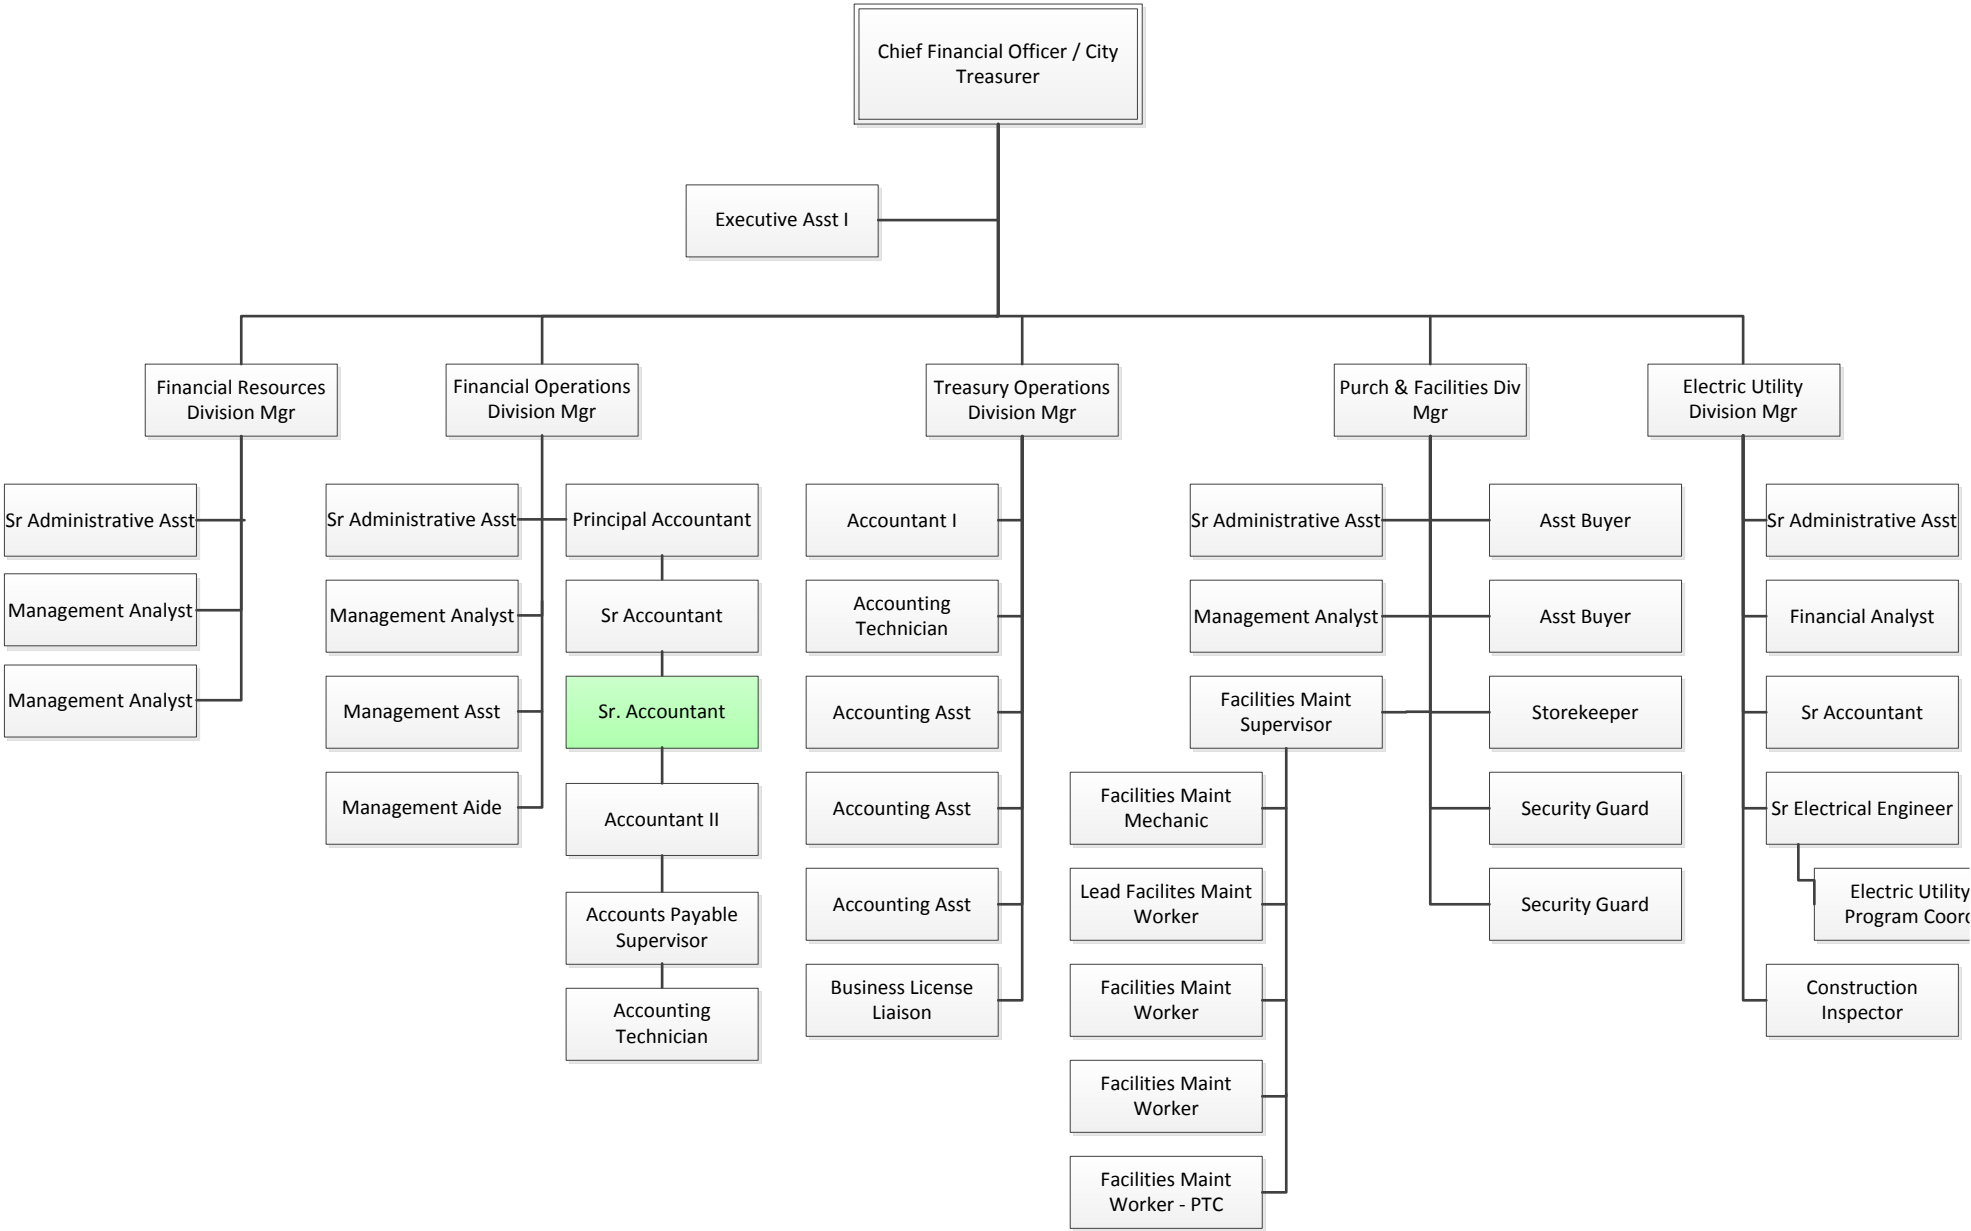 Chief Financial Officer / City
Treasurer
Executive Asst I
Financial Resources
Division Mgr
Financial Operations
Division Mgr
Treasury Operations
Division Mgr
Purch & Facilities Div
Mgr
Electric Utility
Division Mgr
Sr Administrative Asst
Management Analyst
Management Analyst
Sr Administrative Asst
Management Analyst
Management Asst
Management Aide
Principal Accountant
Sr Accountant
Sr. Accountant
Accountant II
Accounts Payable
Supervisor
Accounting
Technician
Accountant I
Accounting
Technician
Accounting Asst
Accounting Asst
Accounting Asst
Business License
Liaison
Sr Administrative Asst
Management Analyst
Facilities Maint
Supervisor
Facilities Maint
Mechanic
Lead Facilites Maint
Worker
Facilities Maint
Worker
Facilities Maint
Worker
Facilities Maint
Worker - PTC
Asst Buyer
Asst Buyer
Storekeeper
Security Guard
Security Guard
Sr Administrative Asst
Financial Analyst
Sr Accountant
Sr Electrical Engineer
Electric Utility
Program
Construction
Inspector